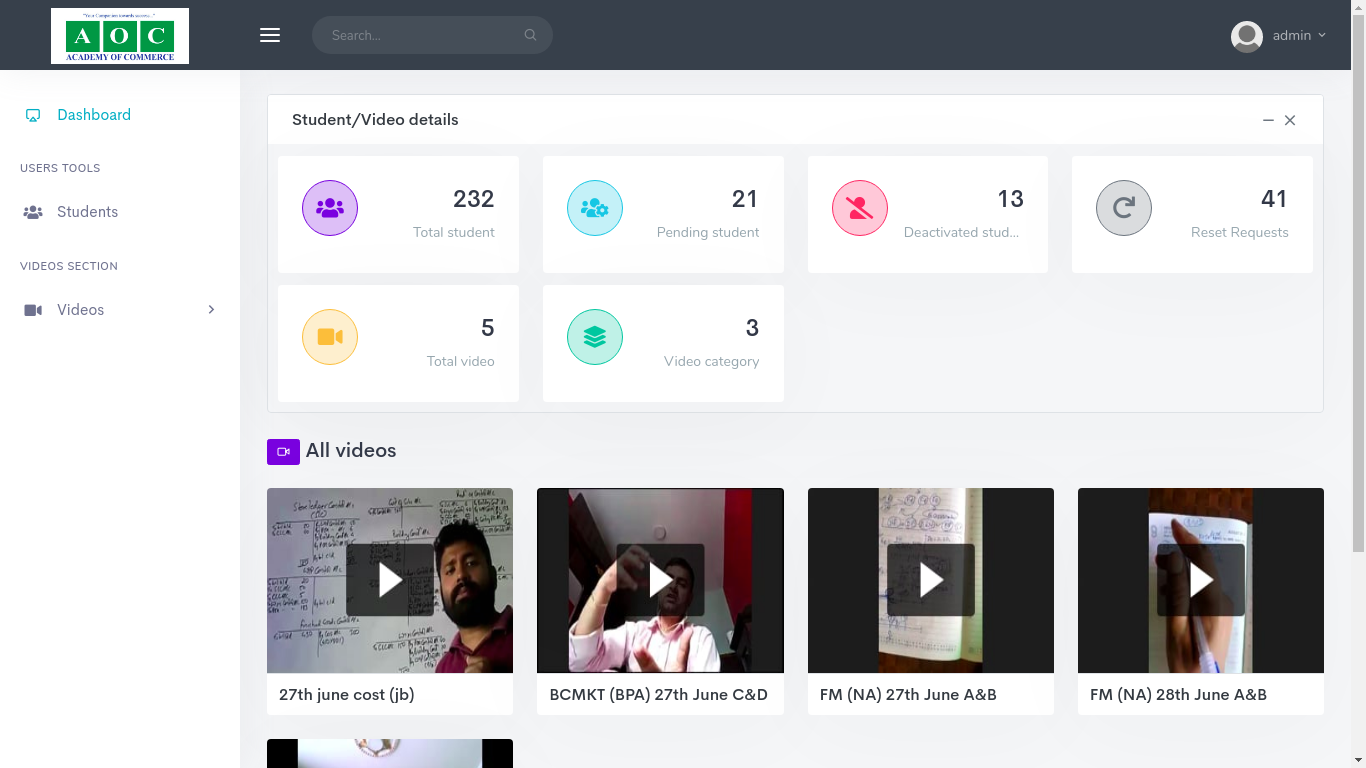 "Your Companion towards success..."
A O C
ACADEMY OF COMMERCE
Search...
admin
Dashboard
USERS TOOLS
Students
VIDEOS SECTION
Videos
Student/Video details
232
Total student
21
Pending student
13
Deactivated stud...
41
Reset Requests
5
Total video
3
Video category
All videos
27th june cost (jb)
BCMKT (BPA) 27th June C&D
FM (NA) 27th June A&B
FM (NA) 28th June A&B